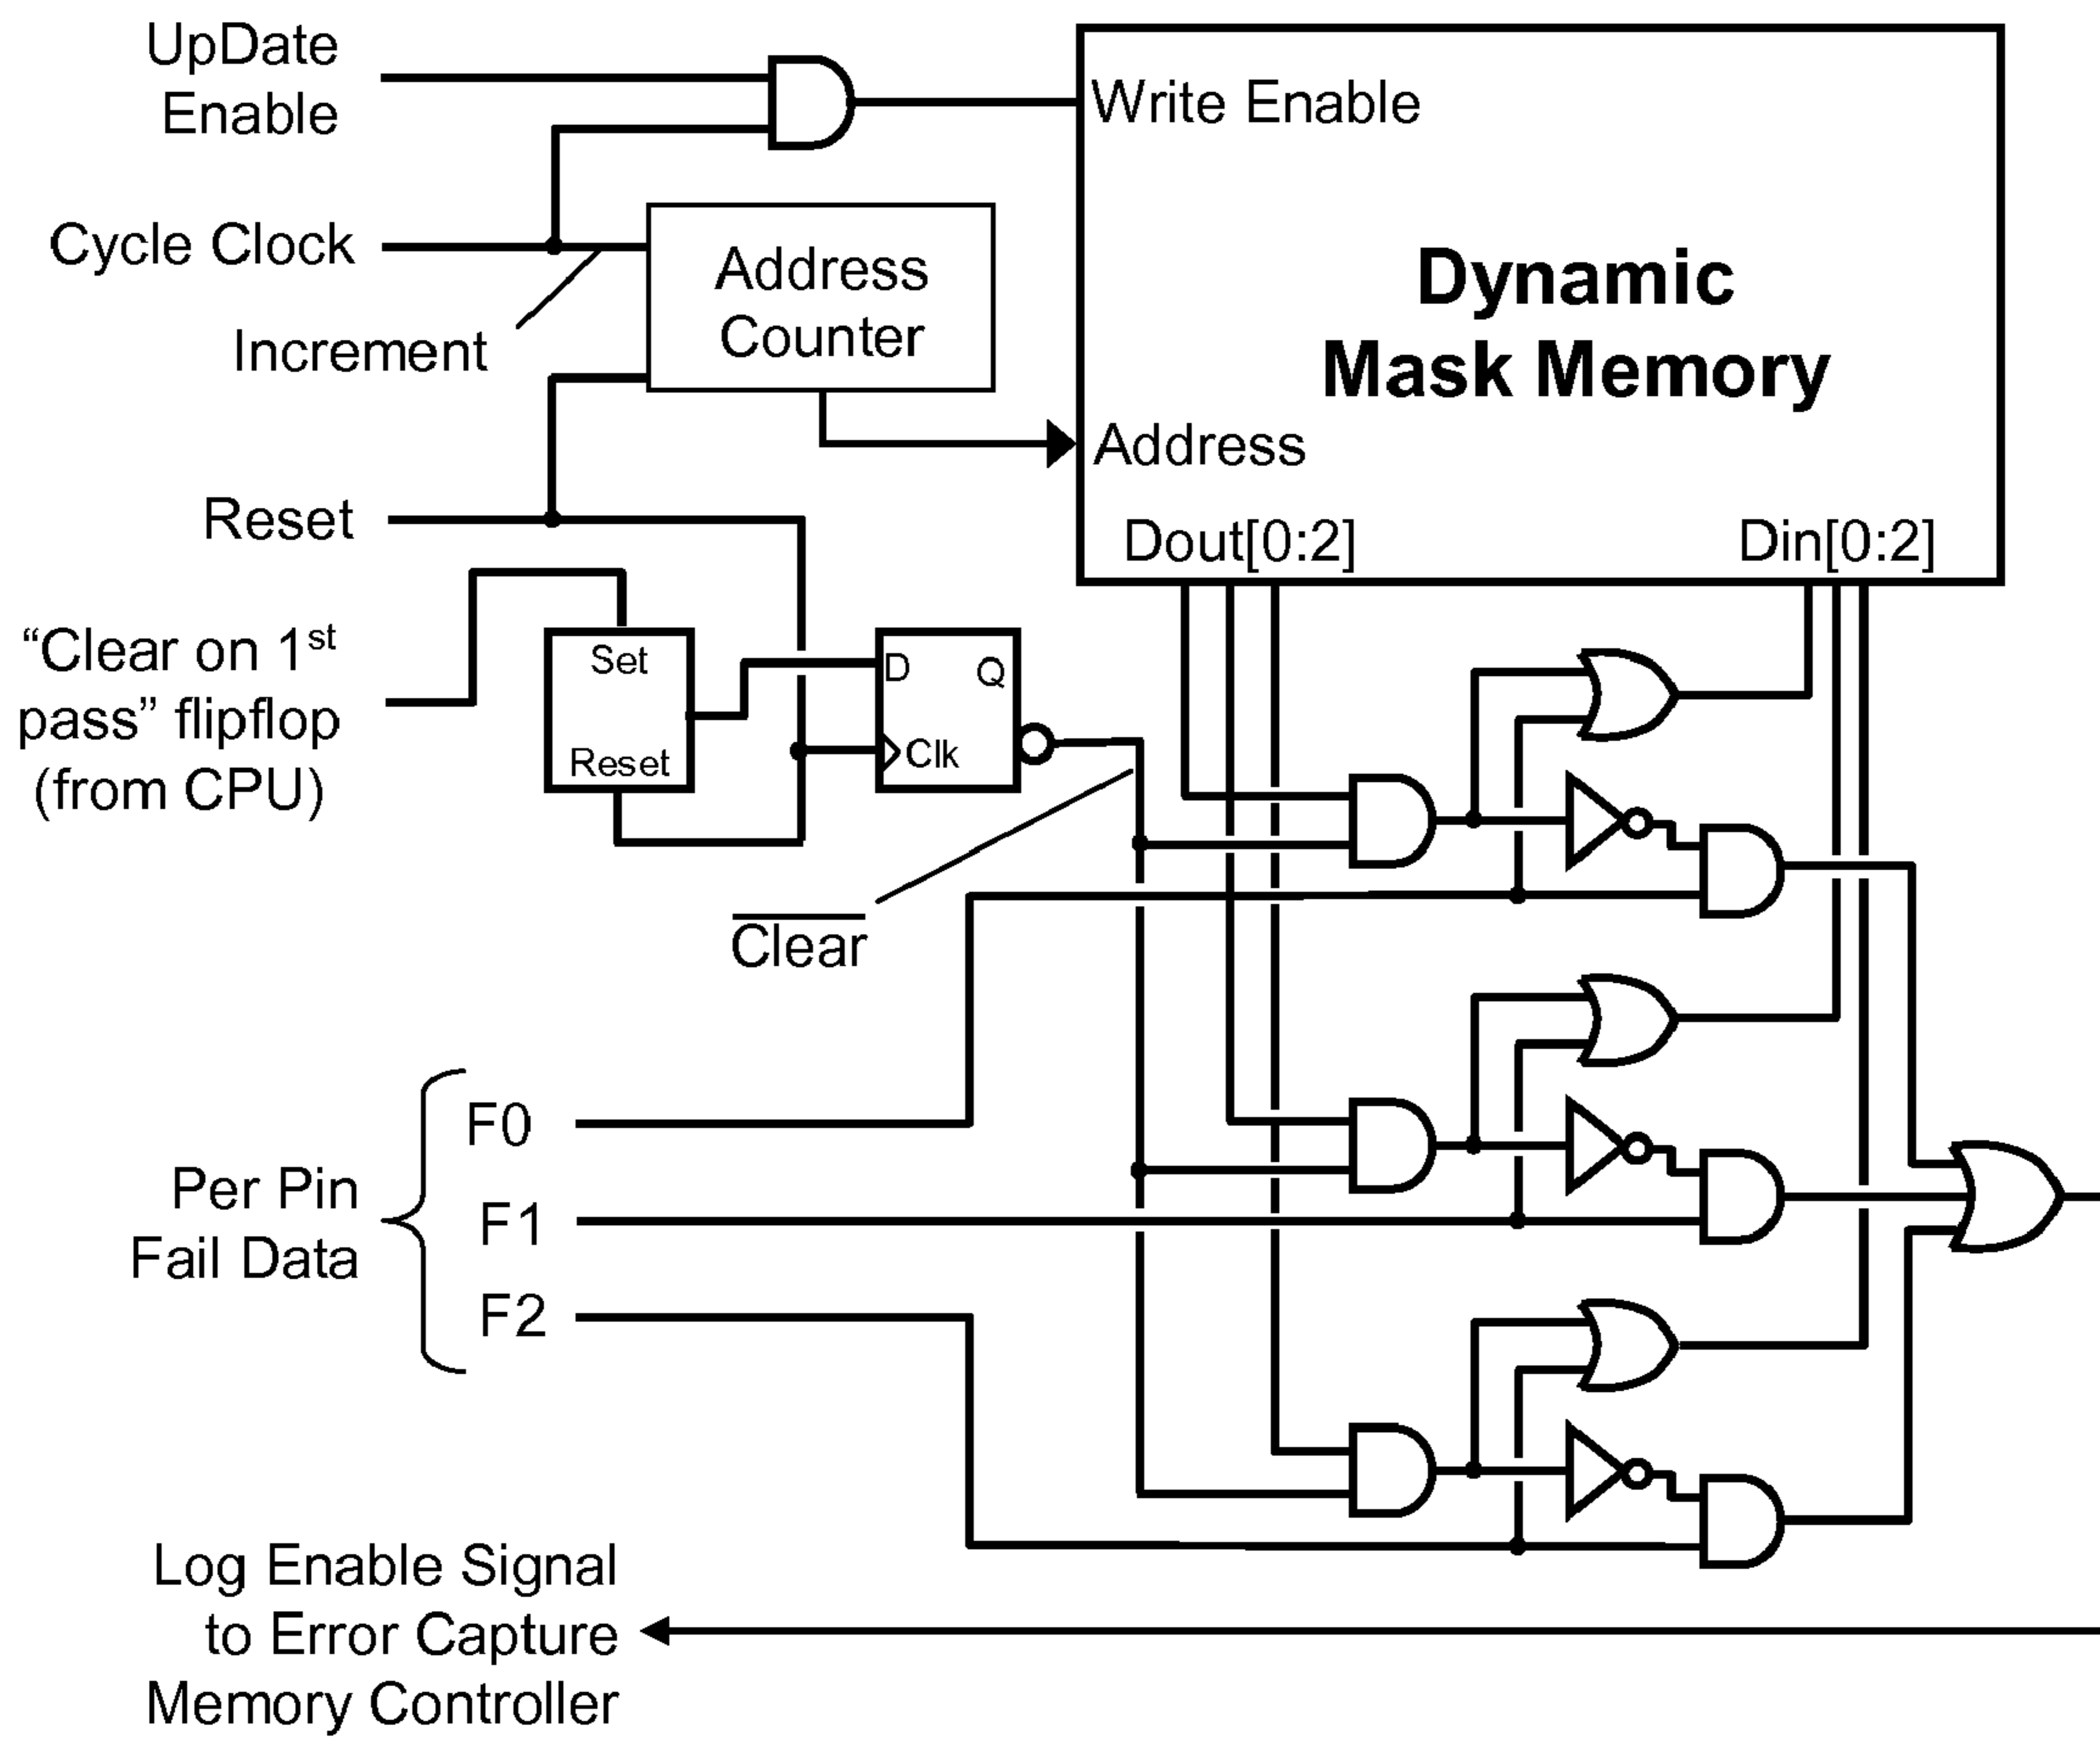 UpDate
Enable
Write Enable
Cycle Clock
Address
Counter
Dynamic
Mask Memory
Increment
Address
Reset
Dout[0:2]
Din[0:2]
“Clear on 1st
pass” flipflop
(from CPU)
Set
Reset
D
Q
Clk
Clear
Per Pin
Fail Data
F0
F1
F2
Log Enable Signal
to Error Capture
Memory Controller